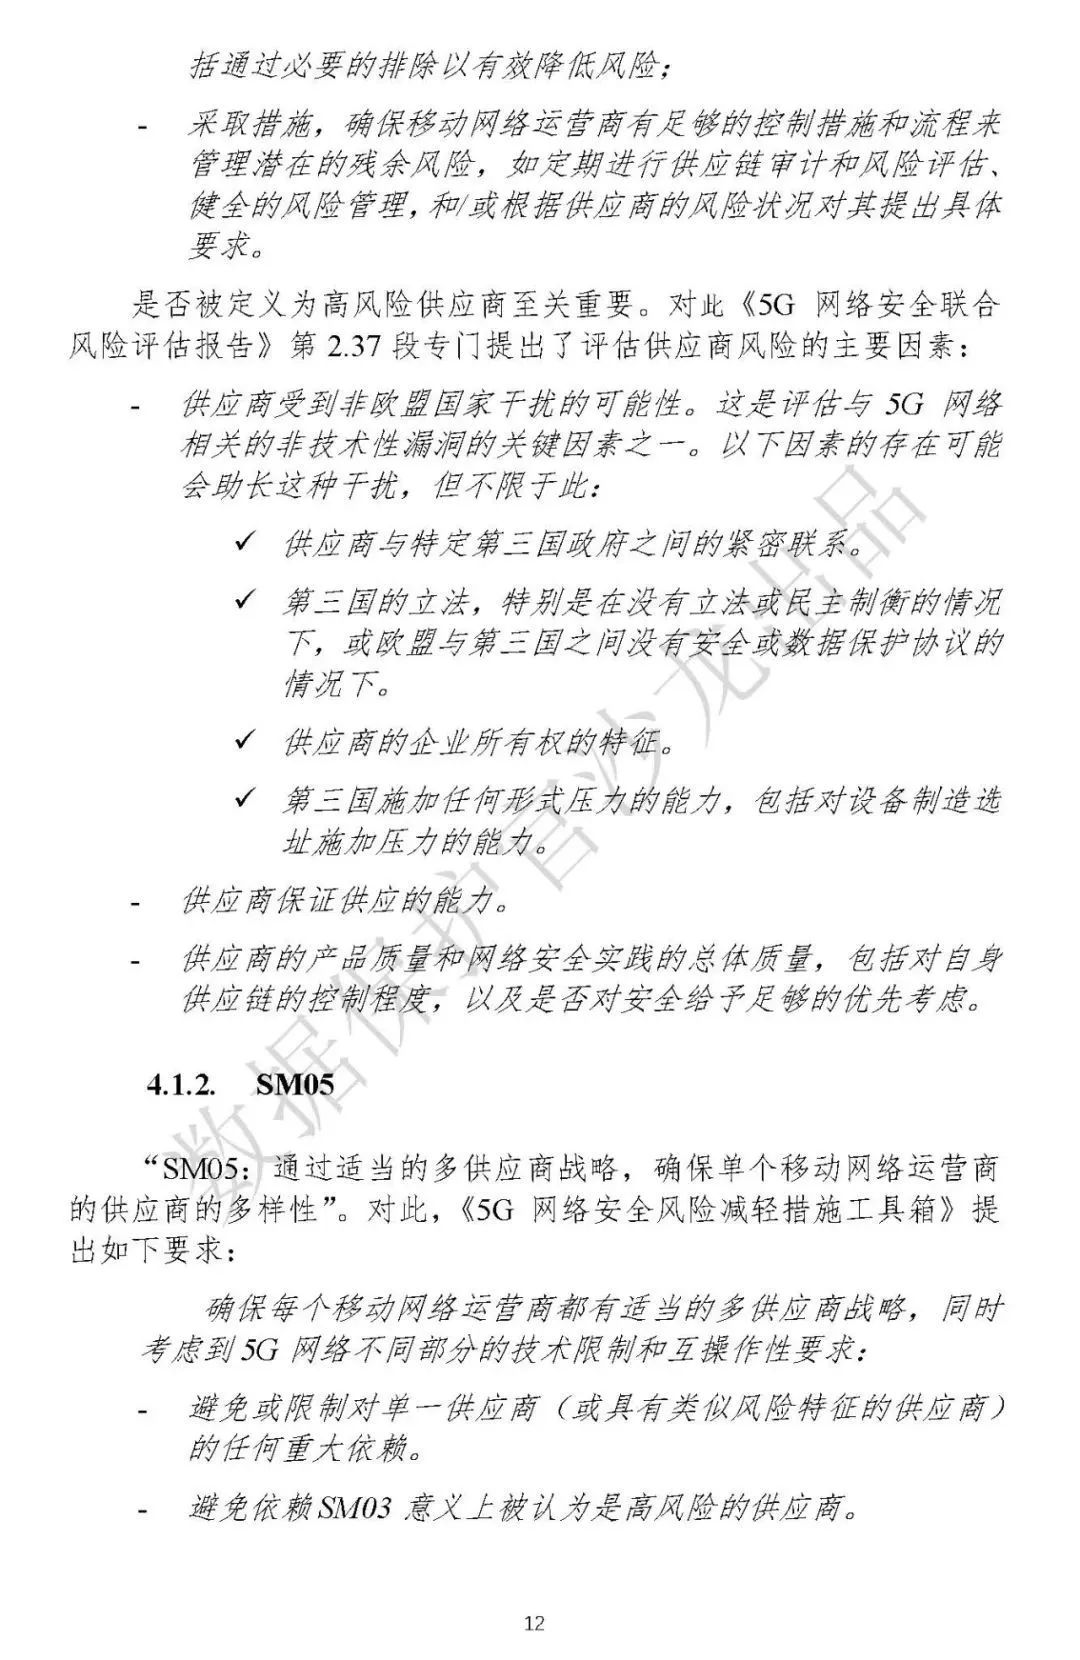 括通过必要的排除以有效降低风险；
- 采取措施，确保移动网络运营商有足够的控制措施和流程来
管理潜在的残余风险，如定期进行供应链审计和风险评估、
健全的风险管理，和/或根据供应商的风险状况对其提出具体
要求。
是否被定义为高风险供应商至关重要。对此《5G 网络安全联合
风险评估报告》第 2.37 段专门提出了评估供应商风险的主要因素：
- 供应商受到非欧盟国家干扰的可能性。这是评估与 5G 网络
相关的非技术性漏洞的关键因素之一。以下因素的存在可能
会助长这种干扰，但不限于此：
✓ 供应商与特定第三国政府之间的紧密联系。
✓ 第三国的立法，特别是在没有立法或民主制衡的情况
下，或欧盟与第三国之间没有安全或数据保护协议的
情况下。
✓ 供应商的企业所有权的特征。
✓ 第三国施加任何形式压力的能力，包括对设备制造选
址施加压力的能力。
- 供应商保证供应的能力。
- 供应商的产品质量和网络安全实践的总体质量，包括对自身
供应链的控制程度，以及是否对安全给予足够的优先考虑。
4.1.2. SM05
“SM05：通过适当的多供应商战略，确保单个移动网络运营商
的供应商的多样性”。对此，《5G 网络安全风险减轻措施工具箱》提
出如下要求：
确保每个移动网络运营商都有适当的多供应商战略，同时
考虑到 5G 网络不同部分的技术限制和互操作性要求：
- 避免或限制对单一供应商（或具有类似风险特征的供应商）
的任何重大依赖。
- 避免依赖 SM03 意义上被认为是高风险的供应商。
12
数据保护官沙龙出品